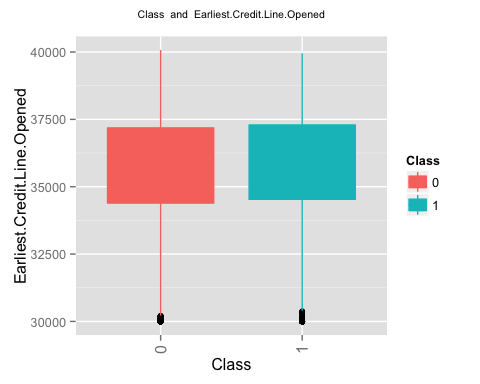 Class and Earliest.Credit.Line.Opened
40000
37500
35000
32500
30000
Earliest.Credit.Line.Opened
0
1
Class
Class
0
1